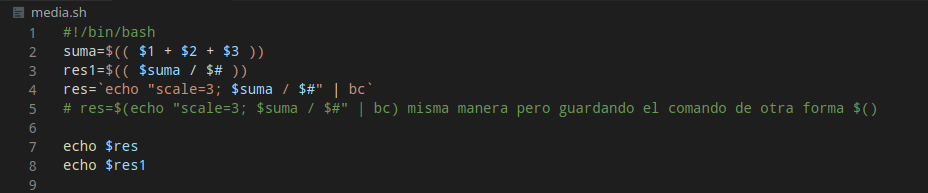 media.sh
1 #!/bin/bash
2 suma=$(( $1 + $2 + $3 ))
3 res1=$(( $suma / $# ))
4 res=`echo "scale=3; $suma / $#" | bc`
5 # res=$(echo "scale=3; $suma / $#" | bc) misma manera pero guardando el comando de otra forma $()
6
7 echo $res
8 echo $res1
9